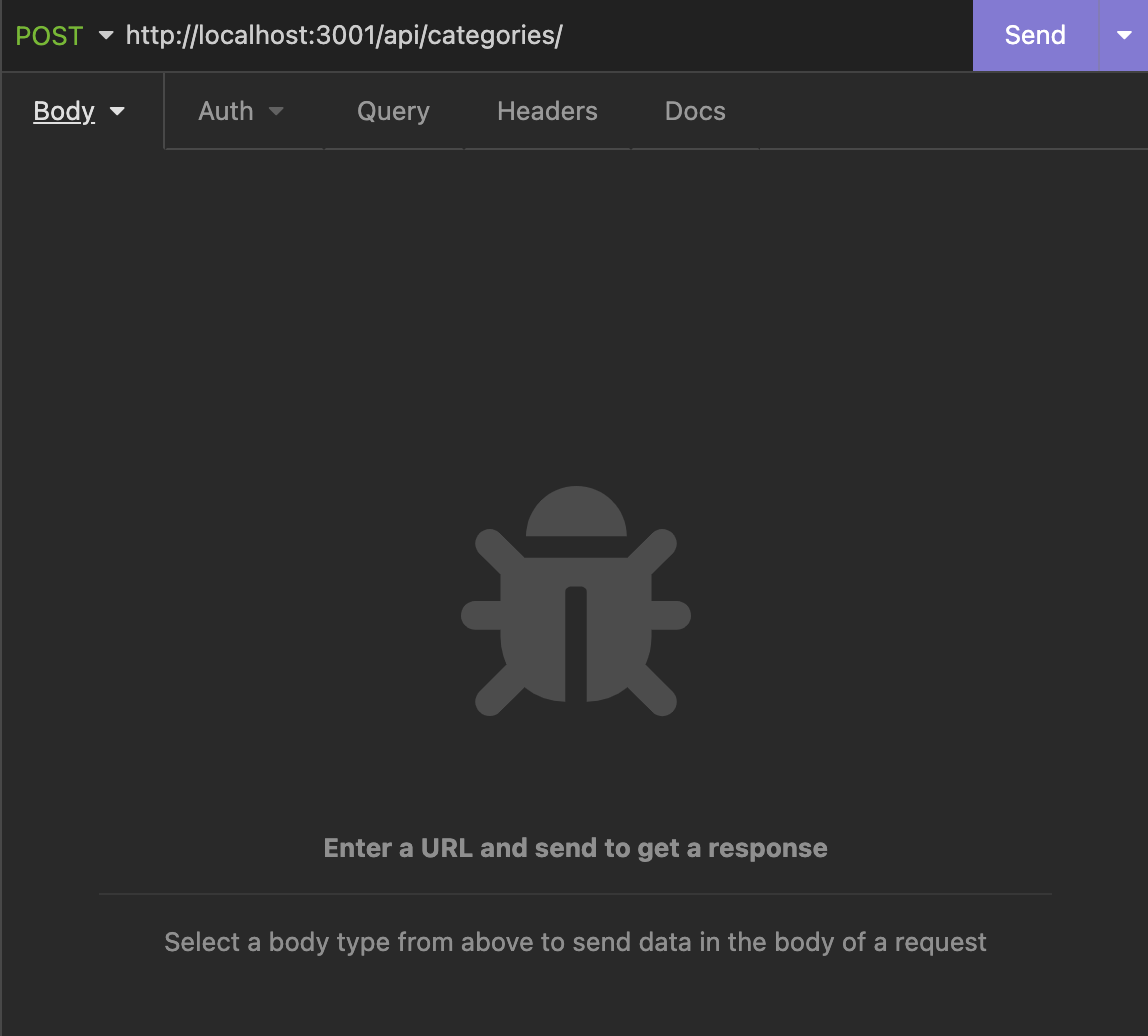 POST http://localhost:3001/api/categories/ Send
Body Auth Query Headers Docs
Enter a URL and send to get a response
Select a body type from above to send data in the body of a request